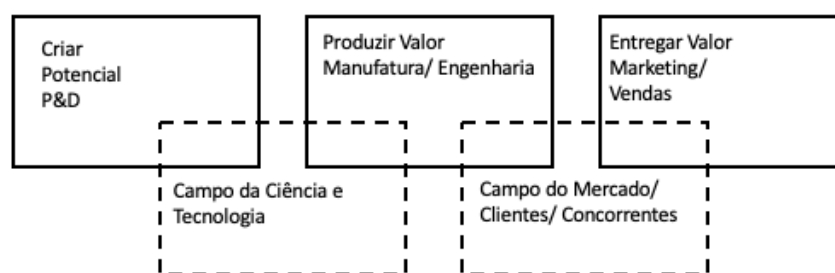 Criar
Potencial
P&D
Produzir Valor
Manufatura/ Engenharia
Entregar Valor
Marketing/
Vendas
Campo da Ciência e
Tecnologia
Campo do Mercado/
Clientes/ Concorrentes